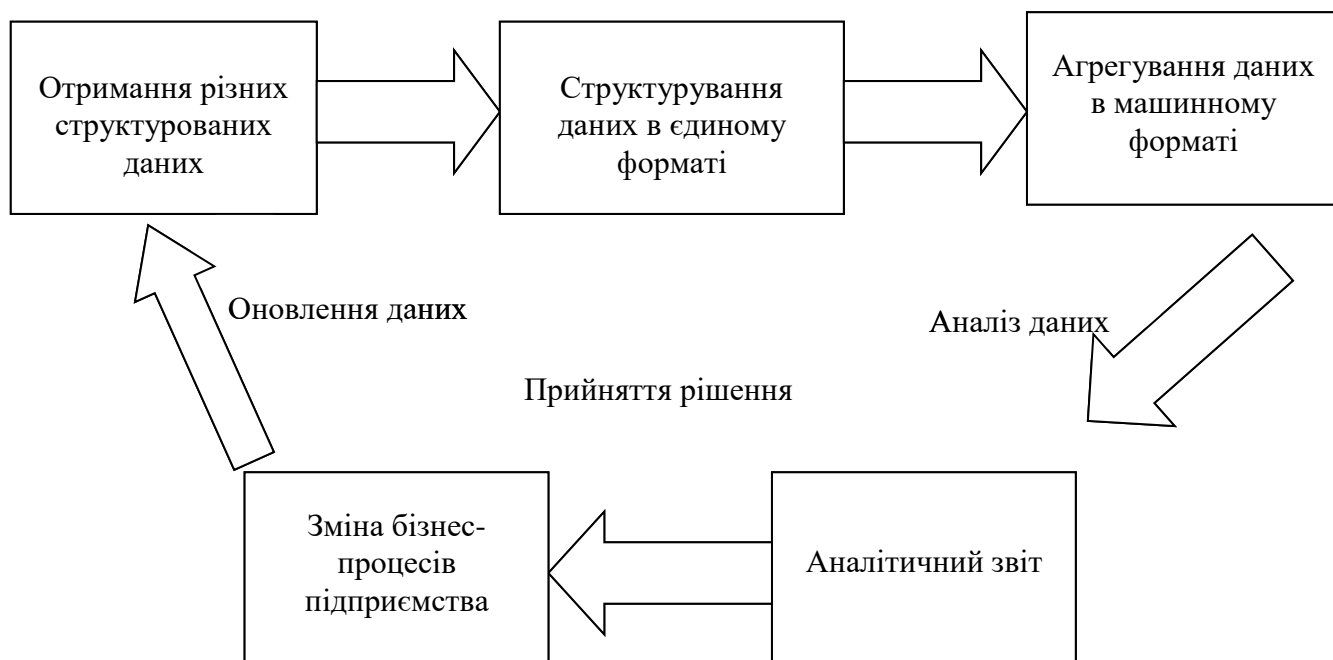 Отримання різних
структурованих
даних
Структурування
даних в єдиному
форматі
Агрегування даних
в машинному
форматі
Оновлення даних
Аналіз даних
Прийняття рішення
Зміна бізнес-
процесів
підприємства
Аналітичний звіт